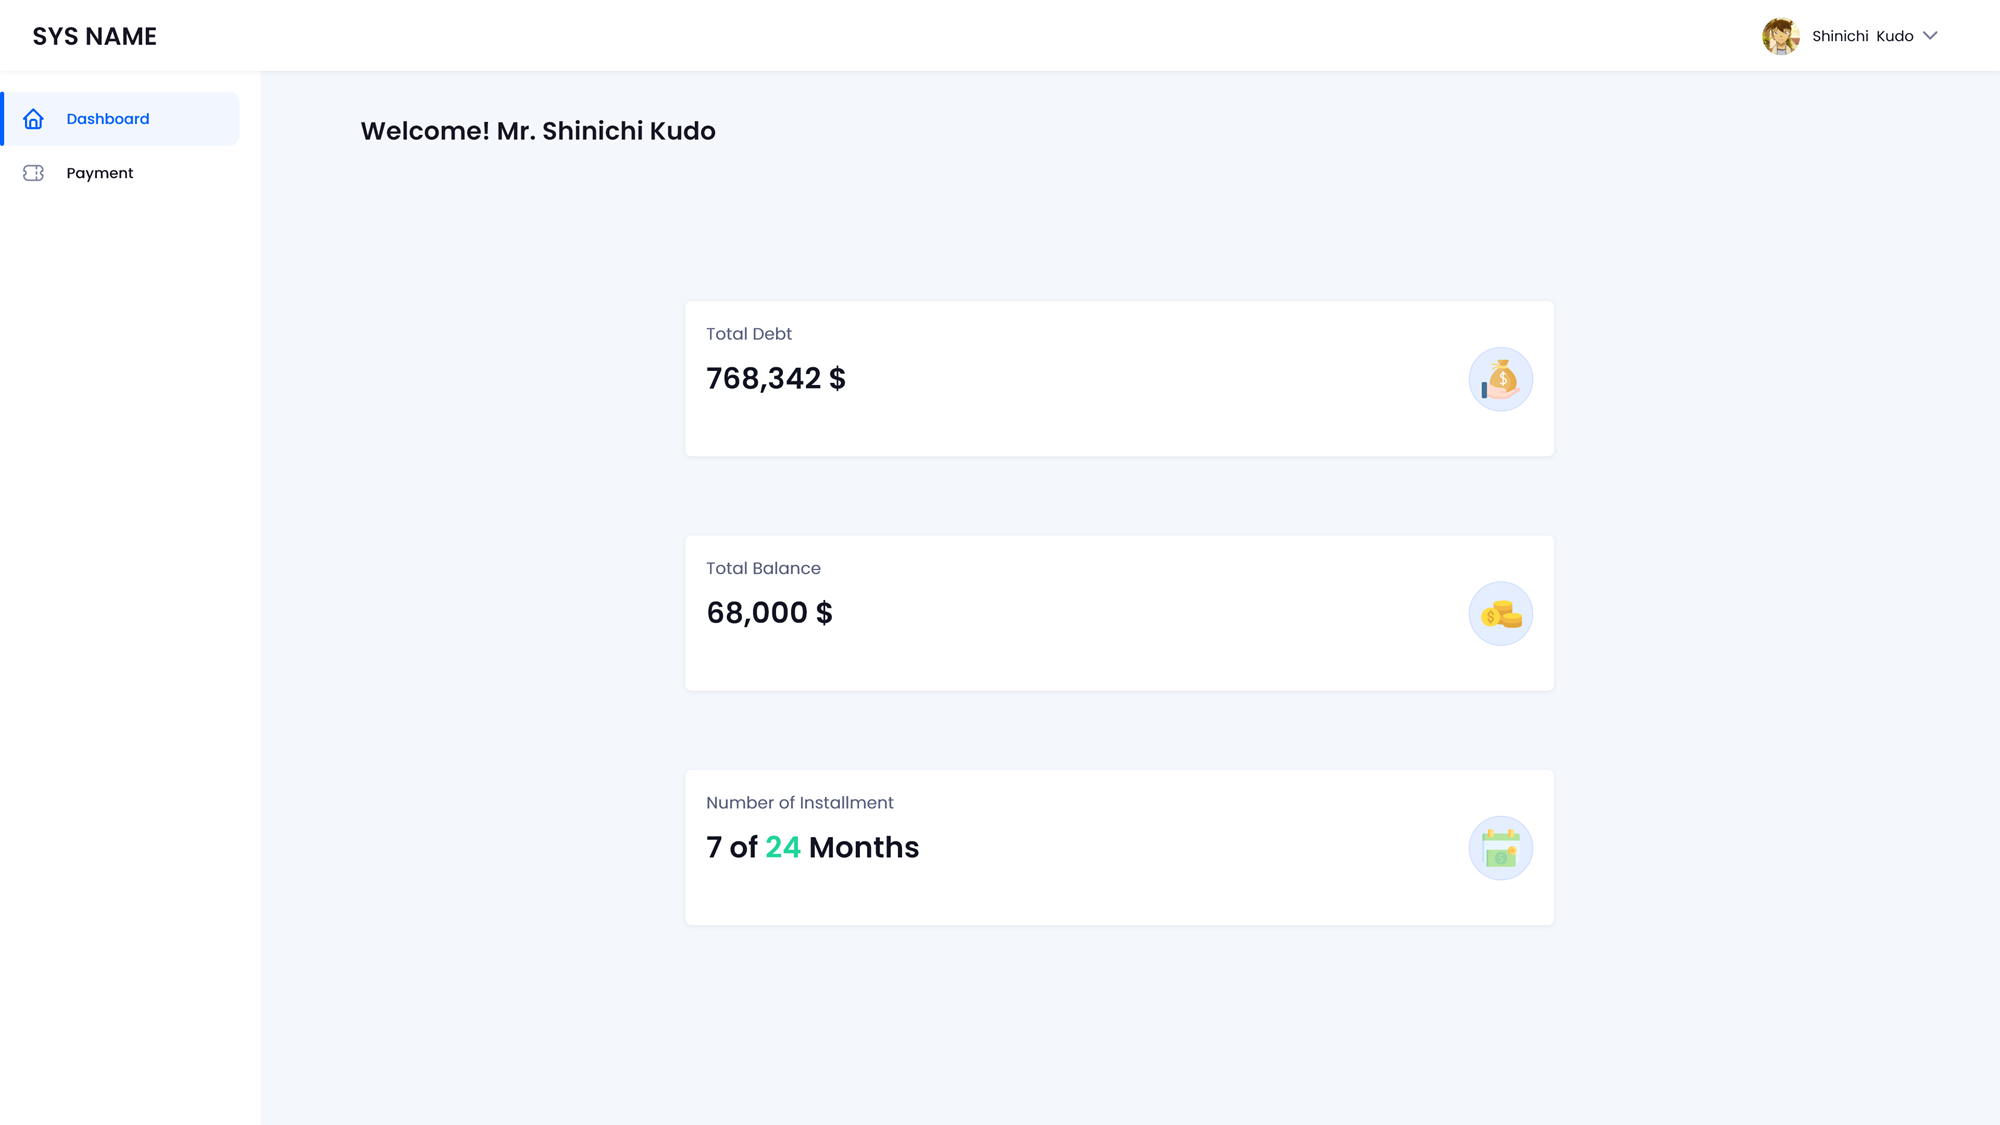 SYS NAME
Shinichi Kudo
Dashboard
Payment
Welcome! Mr. Shinichi Kudo
Total Debt
768,342 $
Total Balance
68,000 $
Number of Installment
7 of 24 Months